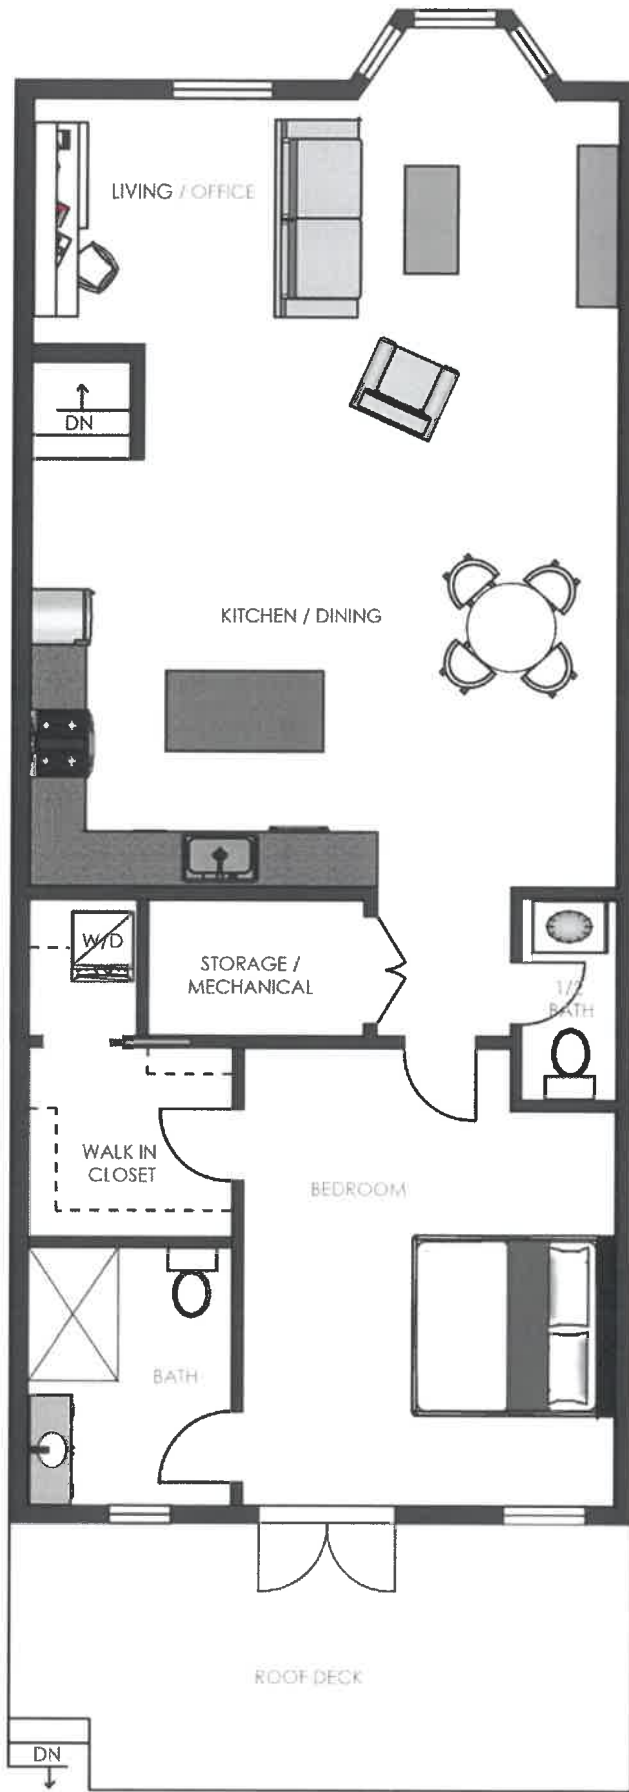 LIVING / OFFICE
DN
KITCHEN / DINING
W/D
STORAGE /
MECHANICAL
1/2
BATH
WALK IN
CLOSET
BEDROOM
BATH
ROOF DECK
DN